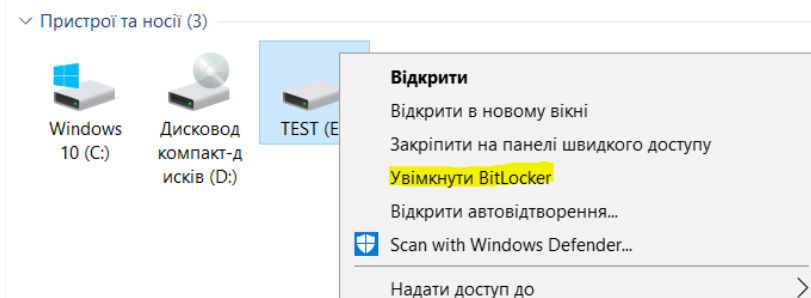 Пристрої та носії (3)
Windows
10 (C:)
Дисковод
компакт-д
исків (D:)
TEST (E
Відкрити
Відкрити в новому вікні
Закріпити на панелі швидкого доступу
Увімкнути BitLocker
Відкрити автовідтворення...
Scan with Windows Defender...
Надати доступ до